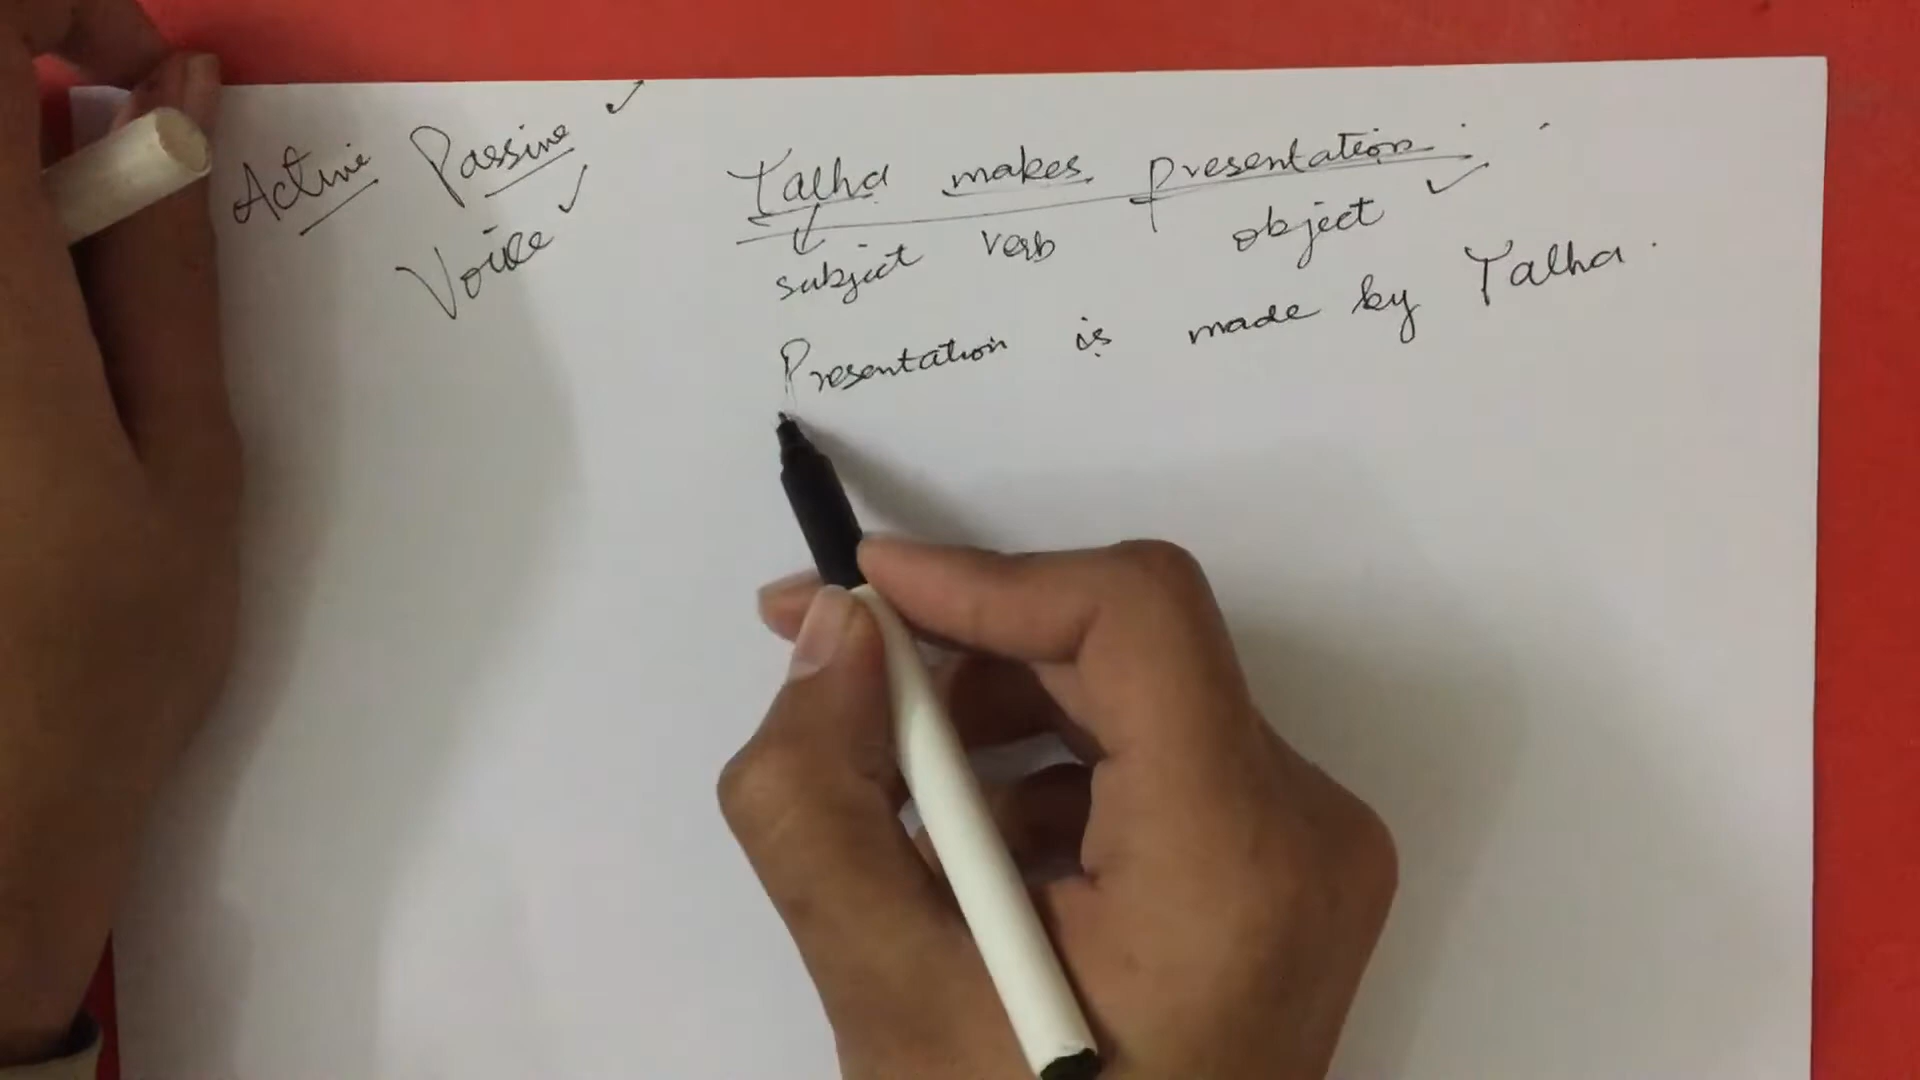 Active Passive
Voice
Talha makes presentation.
subject verb object
Presentation is made by Talha.